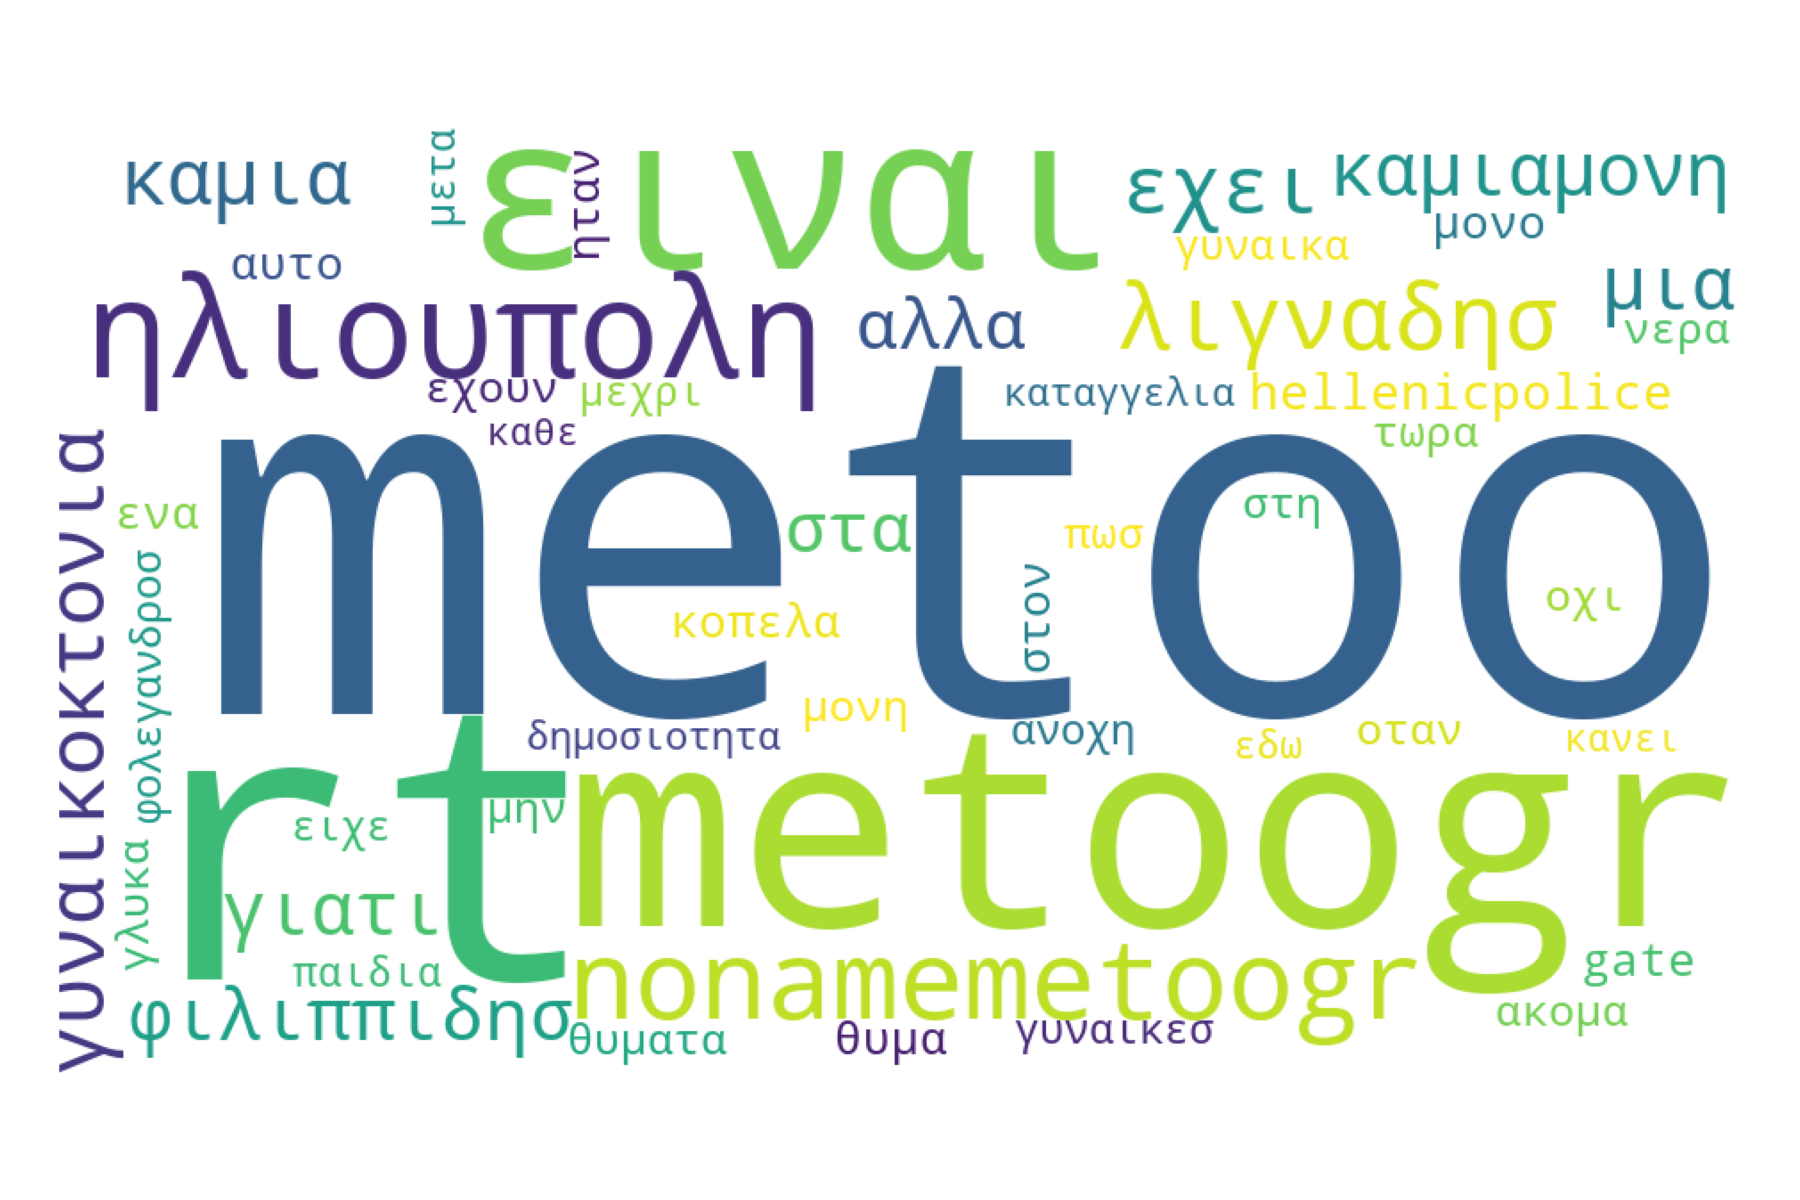 καμια
μετα
ειναι
ηταν
εχει
καμιαμονη
μονο
γυναικα
αυτο
ηλιουπολη
αλλα
λιγναδησ
μια
νερα
εχουν
μεχρι
καταγγελια
hellenicpolice
καθε
τωρα
metoo
γυναικοκτονια
ενα
στα
πωσ
στη
φολεγανδροσ
κοπελα
στον
οχι
μονη
δημοσιοτητα
ανοχη
εδω
οταν
κανει
rt
μην
metoogr
ειχε
γλυκα
γιατι
παιδια
nonamemetoogr
gate
φιλιππιδησ
ακομα
θυματα
θυμα
γυναικεσ